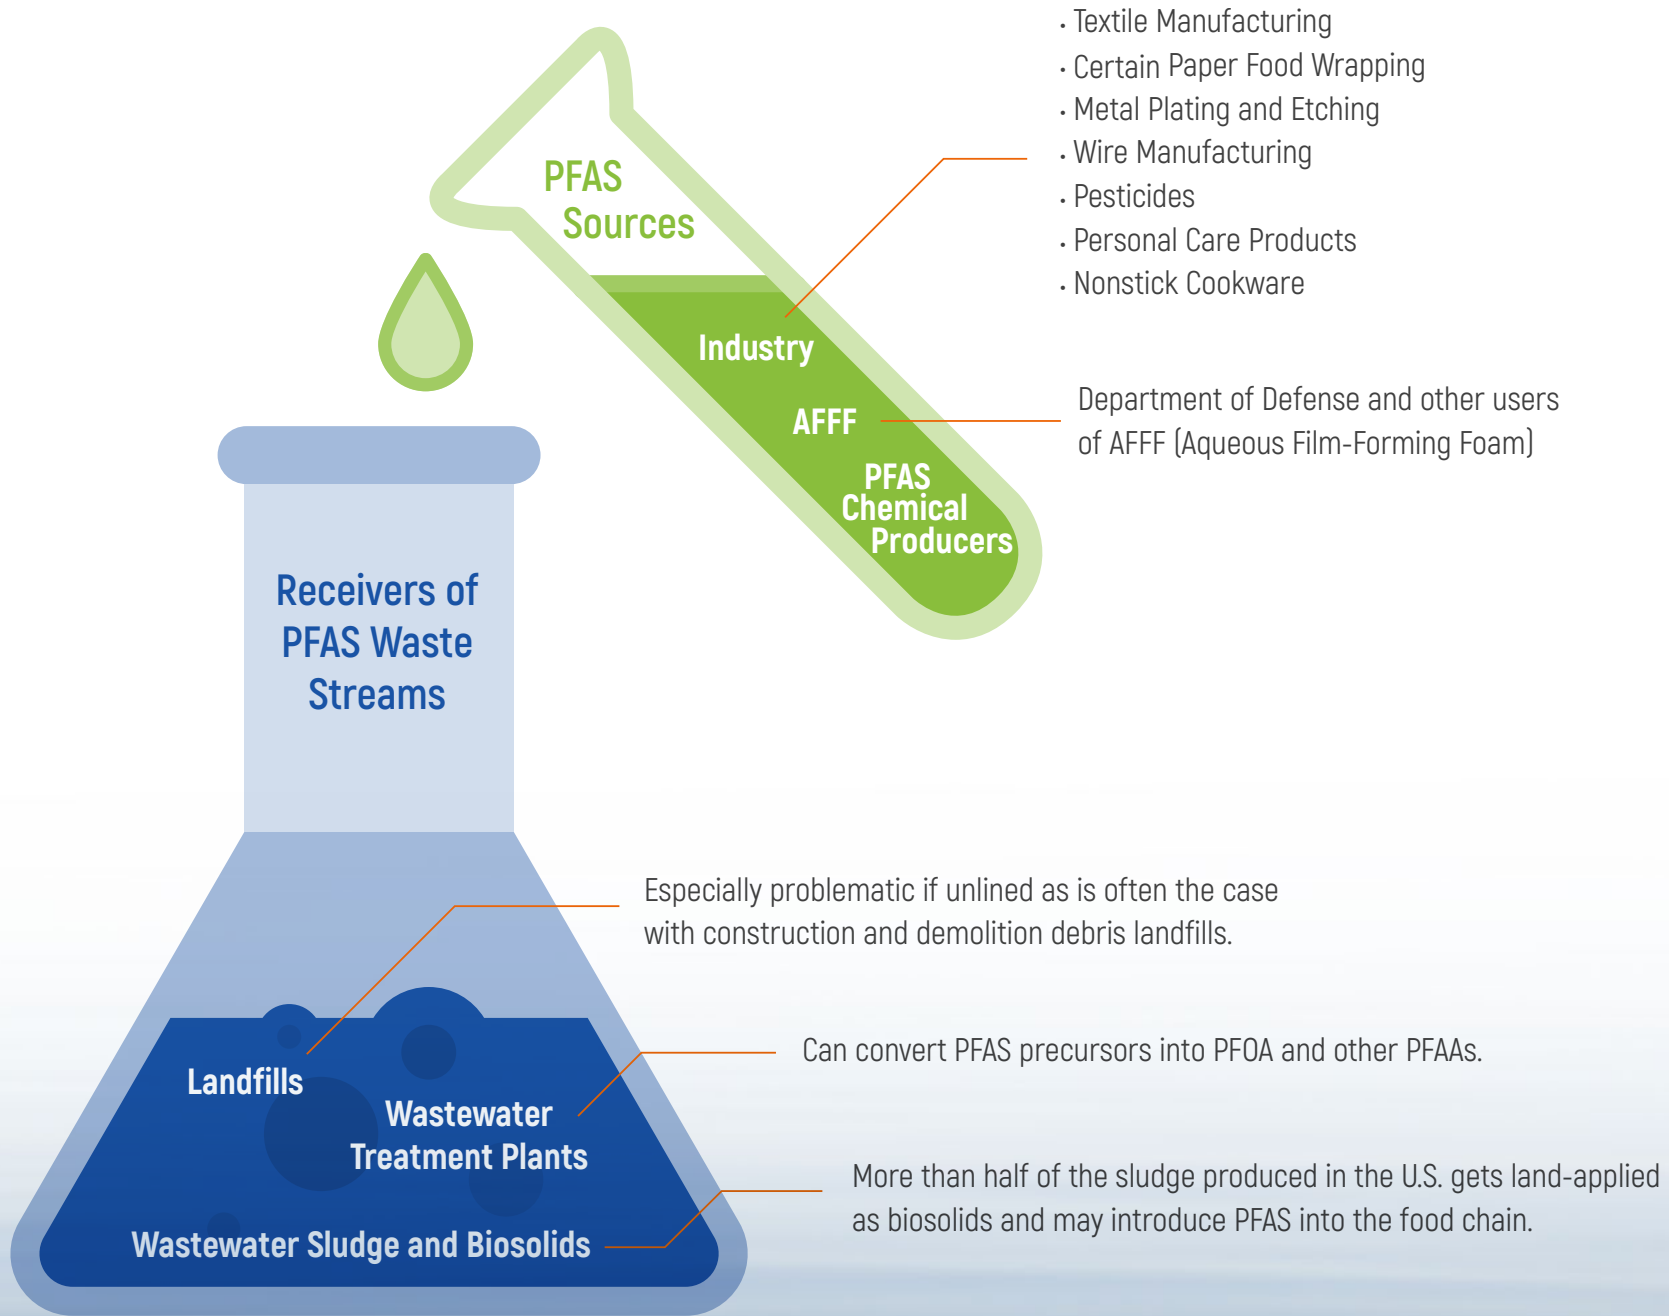 · Textile Manufacturing
· Certain Paper Food Wrapping
· Metal Plating and Etching
· Wire Manufacturing
· Pesticides
· Personal Care Products
· Nonstick Cookware
PFAS
Sources
Industry
AFFF
Department of Defense and other users
of AFFF (Aqueous Film-Forming Foam)
PFAS
Chemical
Producers
Receivers of
PFAS Waste
Streams
Especially problematic if unlined as is often the case
with construction and demolition debris landfills.
Landfills
Can convert PFAS precursors into PFOA and other PFAAs.
Wastewater
Treatment Plants
More than half of the sludge produced in the U.S. gets land-applied
as biosolids and may introduce PFAS into the food chain.
Wastewater Sludge and Biosolids